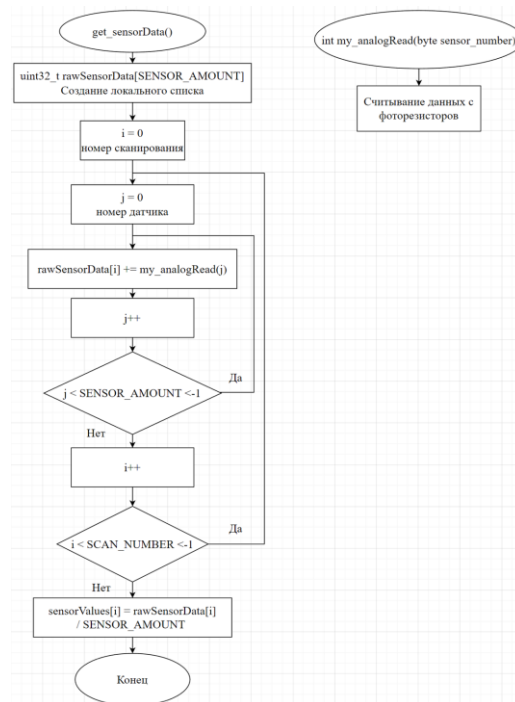 get_sensorData()
uint32_t rawSensorData[SENSOR_AMOUNT]
Создание локального списка
i = 0
номер сканирования
j = 0
номер датчика
rawSensorData[i] += my_analogRead(j)
j++
j < SENSOR_AMOUNT <-1
Да
Нет
i++
i < SCAN_NUMBER <-1
Да
Нет
sensorValues[i] = rawSensorData[i]
/ SENSOR_AMOUNT
Конец
int my_analogRead(byte sensor_number)
Считывание данных с
фоторезисторов